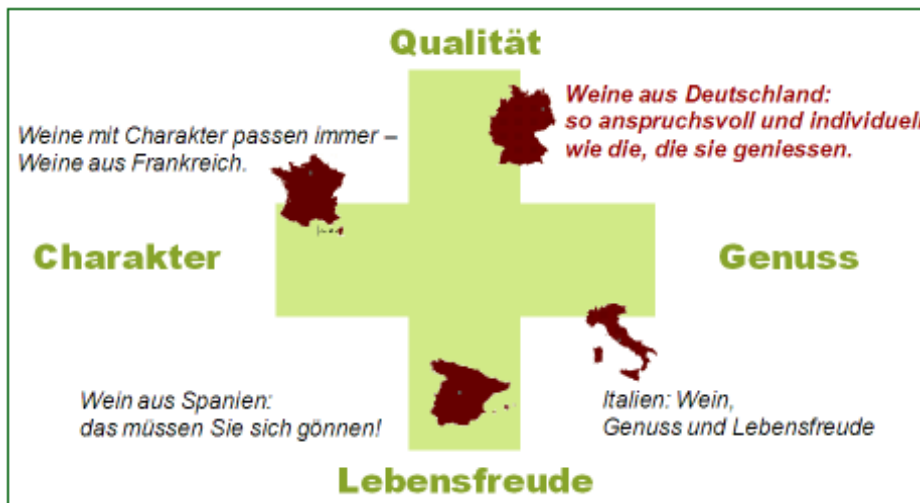 Qualität
Weine aus Deutschland:
so anspruchsvoll und individuell
wie die, die sie geniessen.
Weine mit Charakter passen immer –
Weine aus Frankreich.
Charakter
Genuss
Wein aus Spanien:
das müssen Sie sich gönnen!
Italien: Wein,
Genuss und Lebensfreude
Lebensfreude